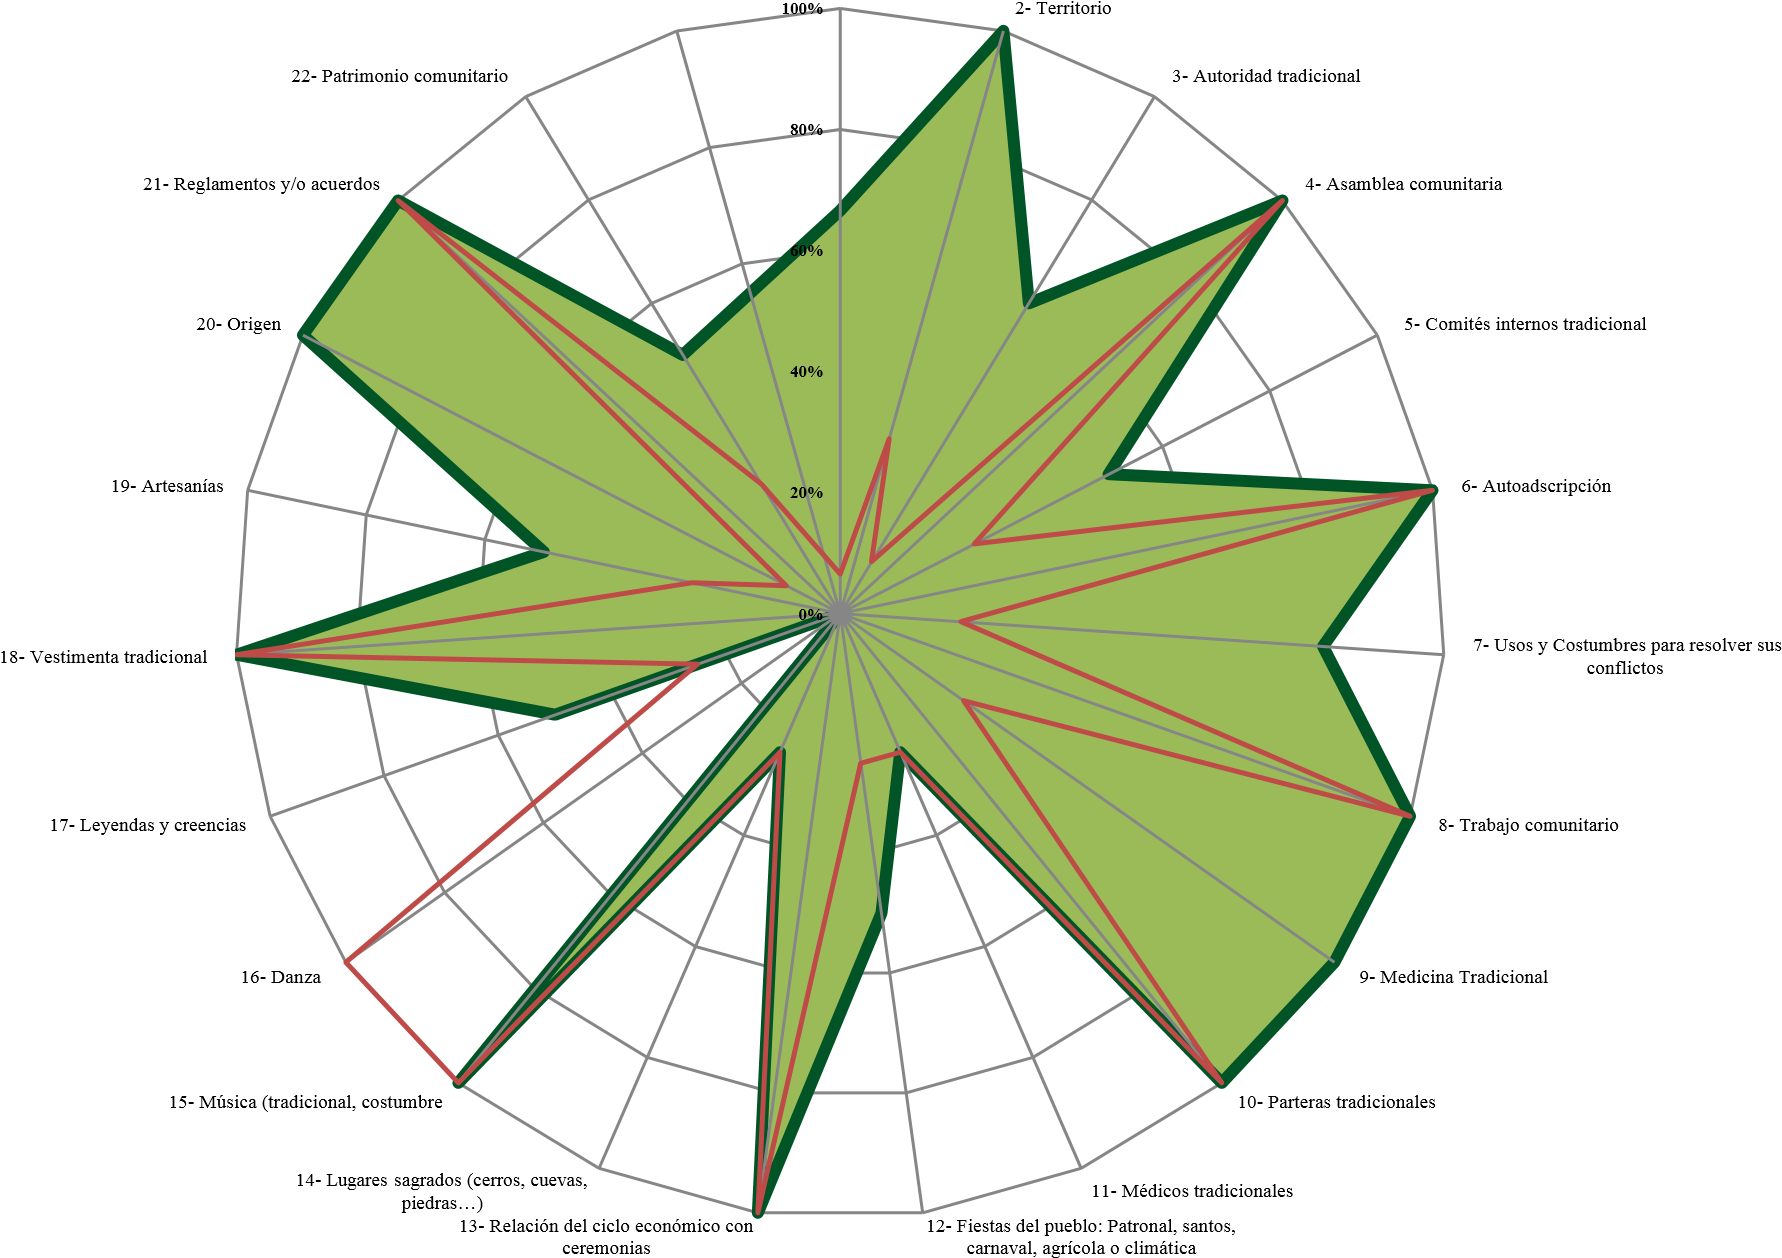 100%
80%
60%
40%
20%
0%
2- Territorio
3- Autoridad tradicional
4- Asamblea comunitaria
5- Comités internos tradicional
6- Autoadscripción
7- Usos y Costumbres para resolver sus
conflictos
8- Trabajo comunitario
9- Medicina Tradicional
10- Parteras tradicionales
11- Médicos tradicionales
12- Fiestas del pueblo: Patronal, santos,
carnaval, agrícola o climática
13- Relación del ciclo económico con
ceremonias
14- Lugares sagrados (cerros, cuevas,
piedras…)
15- Música (tradicional, costumbre
16- Danza
17- Leyendas y creencias
18- Vestimenta tradicional
19- Artesanías
20- Origen
21- Reglamentos y/o acuerdos
22- Patrimonio comunitario